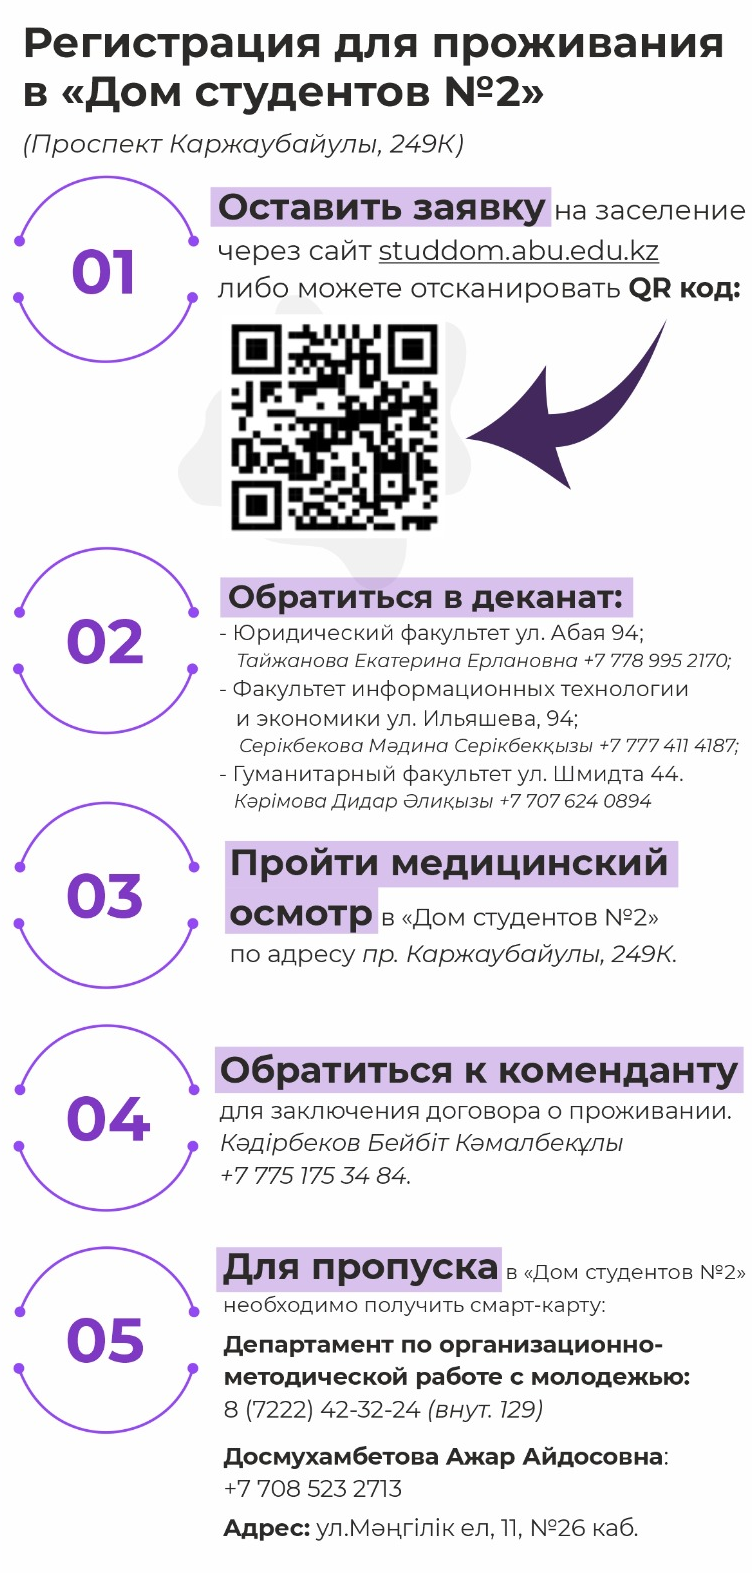 Регистрация для проживания
в «Дом студентов №2»
(Проспект Каржаубайулы, 249К)
01
Оставить заявку на заселение
через сайт studdom.abu.edu.kz
либо можете отсканировать QR код:
02
Обратиться в деканат:
- Юридический факультет ул. Абая 94;
Тайжанова Екатерина Ерлановна +7 778 995 2170;
- Факультет информационных технологии
и экономики ул. Ильяшева, 94;
Серікбекова Мәдина Серікбекқызы +7 777 411 4187;
- Гуманитарный факультет ул. Шмидта 44.
Кәрімова Дидар Әлиқызы +7 707 624 0894
03
Пройти медицинский
осмотр в «Дом студентов №2»
по адресу пр. Каржаубайулы, 249К.
04
Обратиться к коменданту
для заключения договора о проживании.
Кәдірбеков Бейбіт Кәмалбекұлы
+7 775 175 34 84.
05
Для пропуска в «Дом студентов №2»
необходимо получить смарт-карту:
Департамент по организационно-
методической работе с молодежью:
8 (7222) 42-32-24 (внут. 129)
Досмухамбетова Ажар Айдосовна:
+7 708 523 2713
Адрес: ул.Мәңгілік ел, 11, №26 каб.